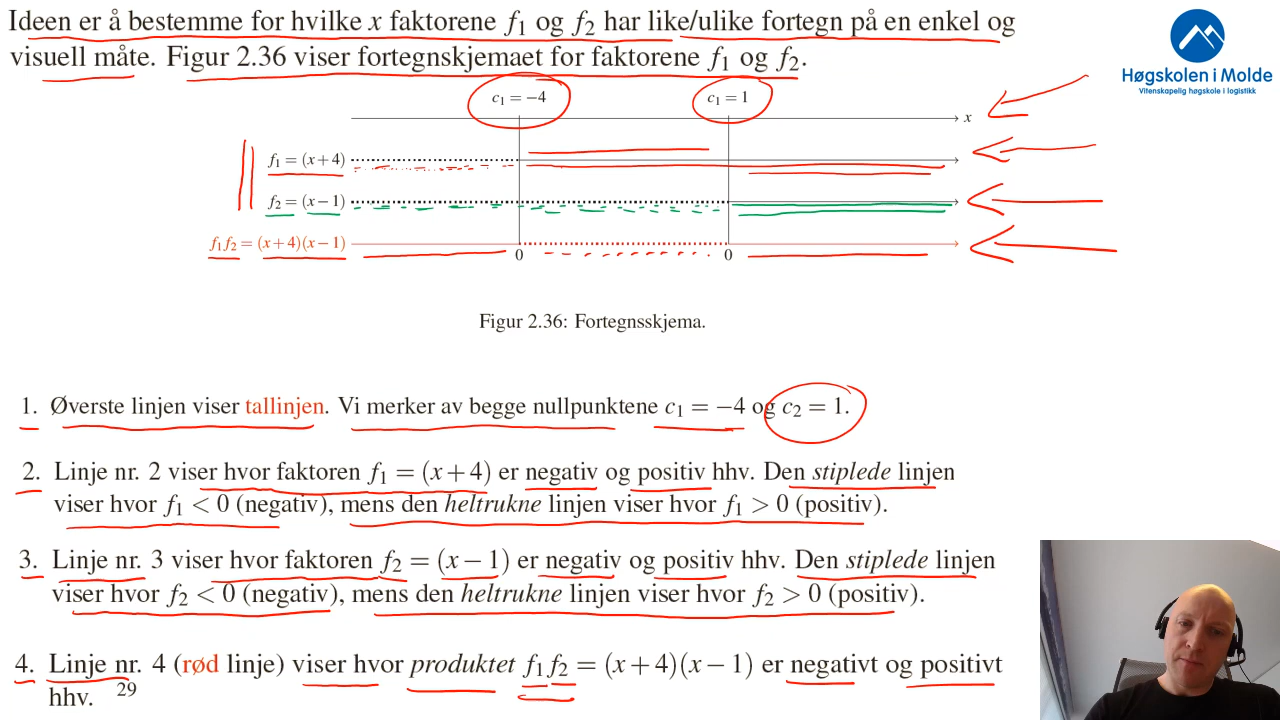 Ideen er å bestemme for hvilke x faktorene f₁ og f₂ har like/ulike fortegn på en enkel og
visuell måte. Figur 2.36 viser fortegnskjemaet for faktorene f₁ og f₂.
Høgskolen i Molde
Vitenskapelig høgskole i logistikk
c₁ = −4
c₁ = 1
x
f₁ = (x+4)
f₂ = (x−1)
f₁f₂ = (x+4)(x−1)
0
0
Figur 2.36: Fortegnsskjema.
1. Øverste linjen viser tallinjen. Vi merker av begge nullpunktene c₁ = −4 og c₂ = 1.
2. Linje nr. 2 viser hvor faktoren f₁ = (x+4) er negativ og positiv hhv. Den stiplede linjen
viser hvor f₁ < 0 (negativ), mens den heltrukne linjen viser hvor f₁ > 0 (positiv).
3. Linje nr. 3 viser hvor faktoren f₂ = (x−1) er negativ og positiv hhv. Den stiplede linjen
viser hvor f₂ < 0 (negativ), mens den heltrukne linjen viser hvor f₂ > 0 (positiv).
4. Linje nr. 4 (rød linje) viser hvor produktet f₁f₂ = (x+4)(x−1) er negativt og positivt
hhv. 29